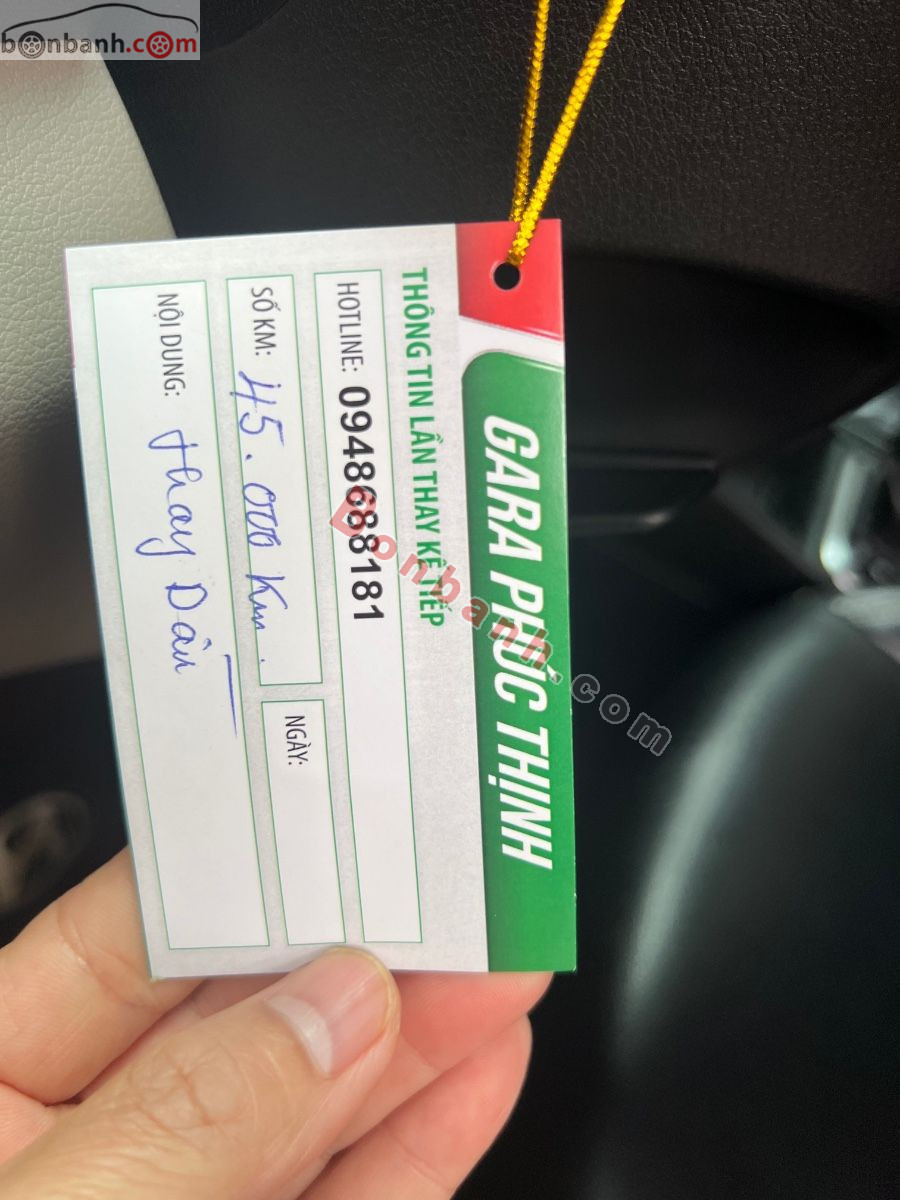 bonbanh.com
GARA PHÚC THỊNH
THÔNG TIN LẦN THAY KẾ TIẾP
HOTLINE: 0948688181
SỐ KM: 45.000 Km.
NGÀY:
NỘI DUNG: thay Dầu
Bonbanh.com